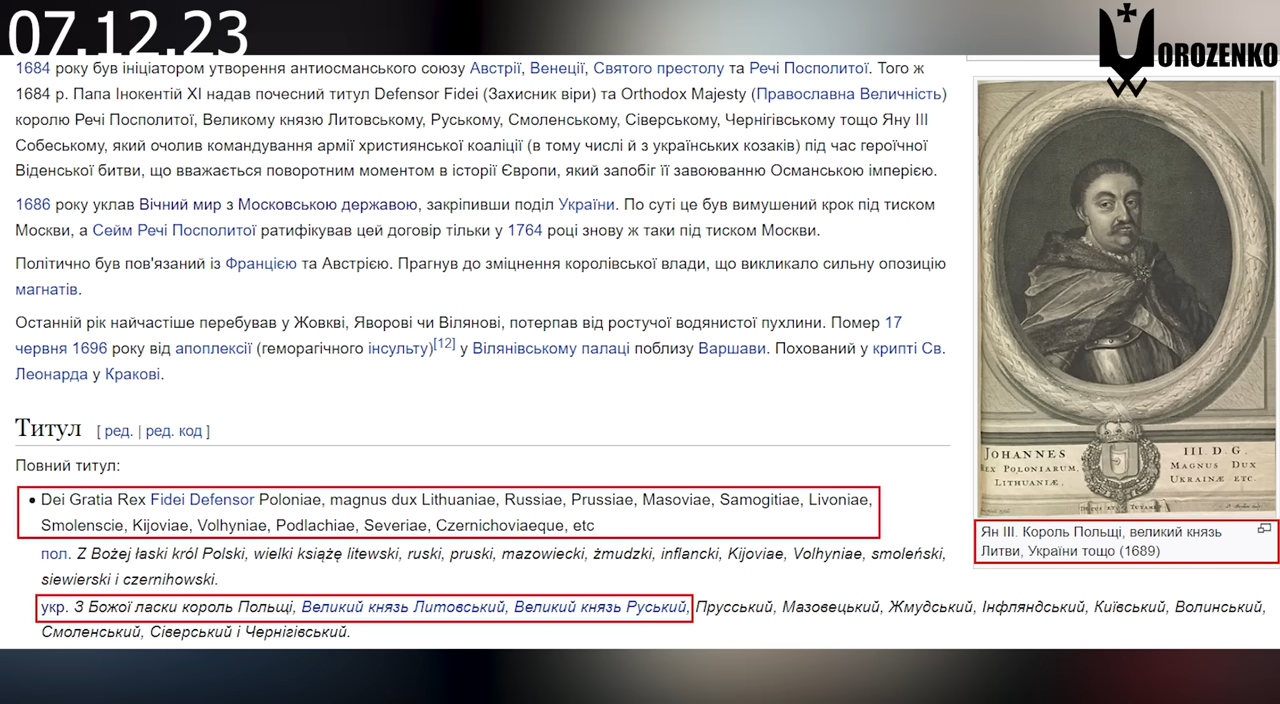 07.12.23
OROZENKO
1684 року був ініціатором утворення антиосманського союзу Австрії, Венеції, Святого престолу та Речі Посполитої. Того ж
1684 р. Папа Інокентій XI надав почесний титул Defensor Fidei (Захисник віри) та Orthodox Majesty (Православна Величність)
королю Речі Посполитої, Великому князю Литовському, Руському, Смоленському, Сіверському, Чернігівському тощо Яну III
Собеському, який очолив командування армії християнської коаліції (в тому числі й з українських козаків) під час героїчної
Віденської битви, що вважається поворотним моментом в історії Європи, який запобіг її завоюванню Османською імперією.
1686 року уклав Вічний мир з Московською державою, закріпивши поділ України. По суті це був вимушений крок під тиском
Москви, а Сейм Речі Посполитої ратифікував цей договір тільки у 1764 році знову ж таки під тиском Москви.
Політично був пов'язаний із Францією та Австрією. Прагнув до зміцнення королівської влади, що викликало сильну опозицію
магнатів.
Останній рік найчастіше перебував у Жовкві, Яворові чи Вілянові, потерпав від ростучої водянистої пухлини. Помер 17
червня 1696 року від апоплексії (геморагічного інсульту)[12] у Вілянівському палаці поблизу Варшави. Похований у крипті Св.
Леонарда у Кракові.
Титул [ ред. | ред. код ]
Повний титул:
• Dei Gratia Rex Fidei Defensor Poloniae, magnus dux Lithuaniae, Russiae, Prussiae, Masoviae, Samogitiae, Livoniae,
Smolenscie, Kijoviae, Volhyniae, Podlachiae, Severiae, Czernichoviaeque, etc
пол. Z Bożej łaski król Polski, wielki książę litewski, ruski, pruski, mazowiecki, żmudzki, inflancki, Kijoviae, Volhyniae, smoleński,
siewierski i czernihowski.
укр. З Божої ласки король Польщі, Великий князь Литовський, Великий князь Руський, Прусський, Мазовецький, Жмудський, Інфляндський, Київський, Волинський,
Смоленський, Сіверський і Чернігівський.
JOHANNES III. D. G.
REX POLONIARUM, MAGNUS DUX
LITHUANIÆ, UKRAINÆ ETC.
Ян III. Король Польщі, великий князь
Литви, України тощо (1689)